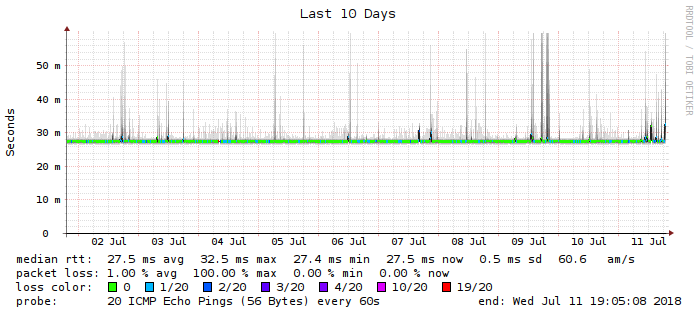 Last 10 Days
RRDTOOL / TOBI OETIKER
Seconds
50 m
40 m
30 m
20 m
10 m
0
02 Jul 03 Jul 04 Jul 05 Jul 06 Jul 07 Jul 08 Jul 09 Jul 10 Jul 11 Jul
median rtt: 27.5 ms avg 32.5 ms max 27.4 ms min 27.5 ms now 0.5 ms sd 60.6 am/s
packet loss: 1.00 % avg 100.00 % max 0.00 % min 0.00 % now
loss color: 0 1/20 2/20 3/20 4/20 10/20 19/20
probe: 20 ICMP Echo Pings (56 Bytes) every 60s end: Wed Jul 11 19:05:08 2018